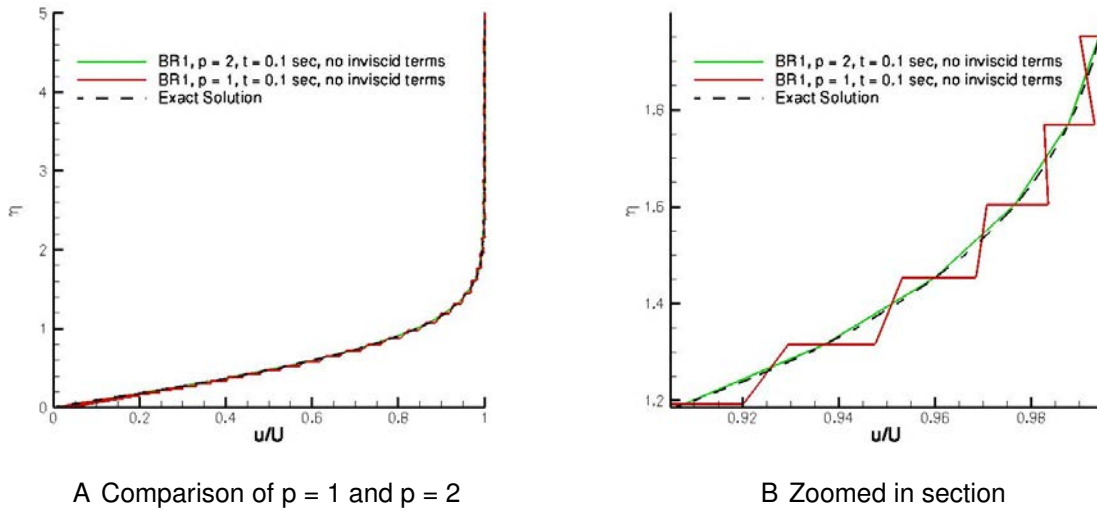 5
4
3
2
1
0
η
0
0.2
0.4
0.6
0.8
1
u/U
BR1, p = 2, t = 0.1 sec, no inviscid terms
BR1, p = 1, t = 0.1 sec, no inviscid terms
Exact Solution
A Comparison of p = 1 and p = 2
1.8
1.6
1.4
1.2
η
0.92
0.94
0.96
0.98
u/U
BR1, p = 2, t = 0.1 sec, no inviscid terms
BR1, p = 1, t = 0.1 sec, no inviscid terms
Exact Solution
B Zoomed in section